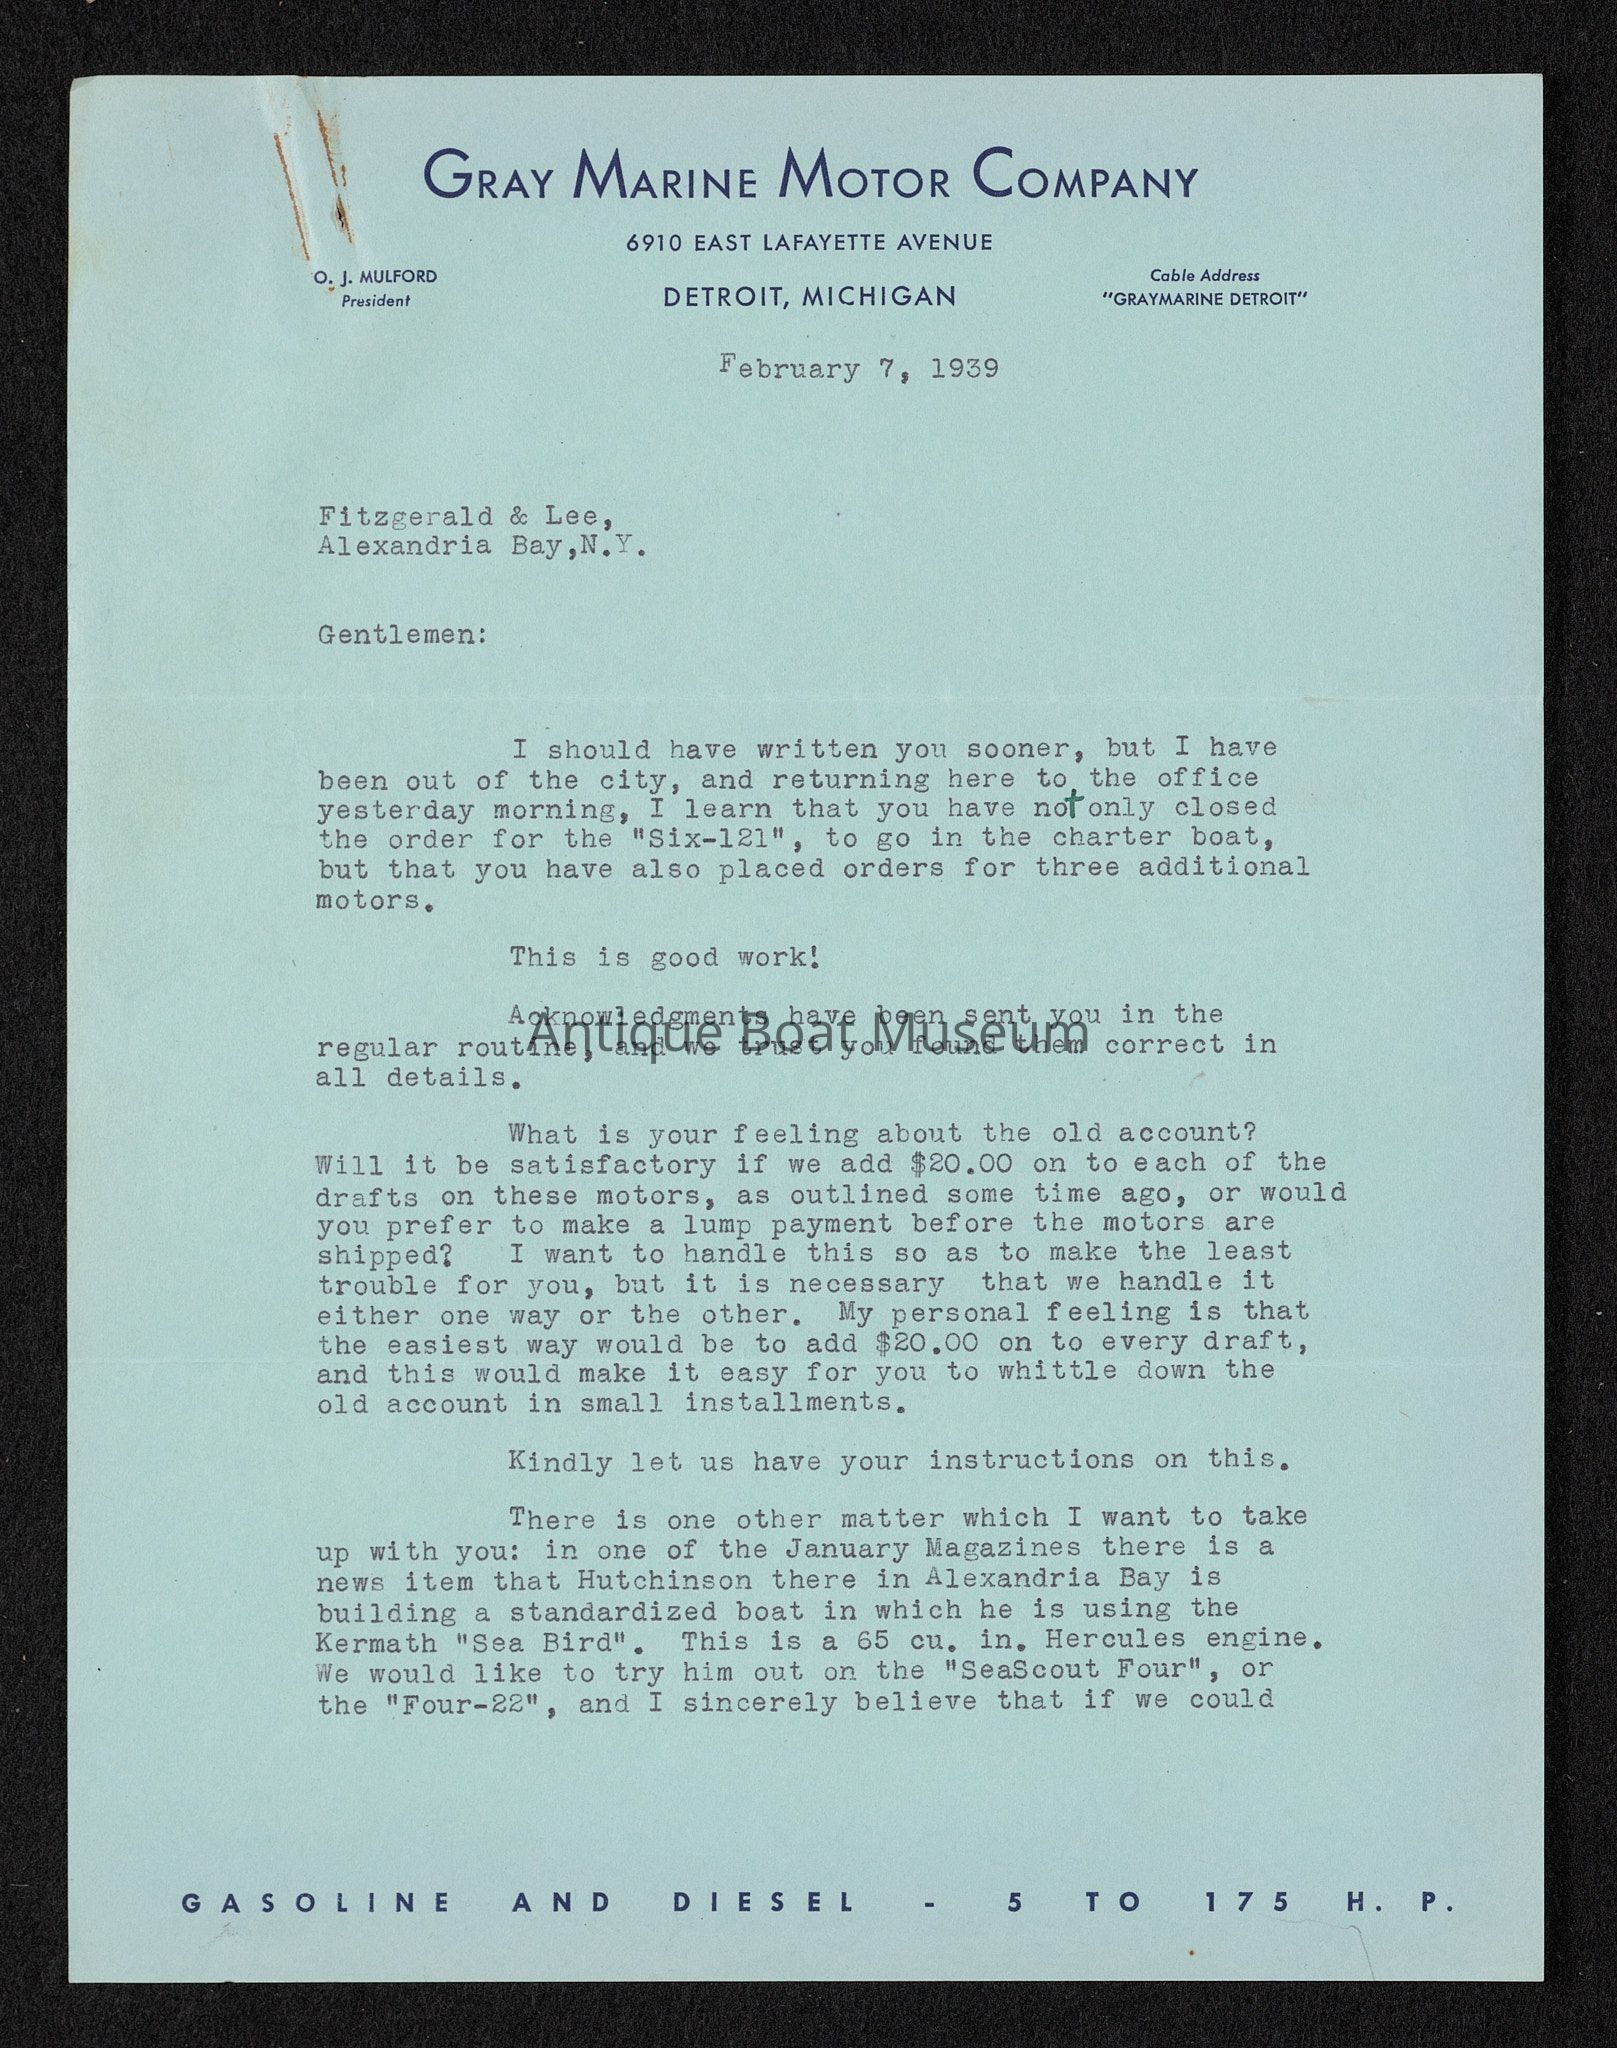 GRAY MARINE MOTOR COMPANY
6910 EAST LAFAYETTE AVENUE
O. J. MULFORD
President
DETROIT, MICHIGAN
Cable Address
"GRAYMARINE DETROIT"
February 7, 1939
Fitzgerald & Lee,
Alexandria Bay,N.Y.
Gentlemen:
I should have written you sooner, but I have
been out of the city, and returning here to the office
yesterday morning, I learn that you have not only closed
the order for the "Six-121", to go in the charter boat,
but that you have also placed orders for three additional
motors.
This is good work!
Acknowledgments have been sent you in the
Antique Boat Museum
regular routine, and we trust you found them correct in
all details.
What is your feeling about the old account?
Will it be satisfactory if we add $20.00 on to each of the
drafts on these motors, as outlined some time ago, or would
you prefer to make a lump payment before the motors are
shipped? I want to handle this so as to make the least
trouble for you, but it is necessary that we handle it
either one way or the other. My personal feeling is that
the easiest way would be to add $20.00 on to every draft,
and this would make it easy for you to whittle down the
old account in small installments.
Kindly let us have your instructions on this.
There is one other matter which I want to take
up with you: in one of the January Magazines there is a
news item that Hutchinson there in Alexandria Bay is
building a standardized boat in which he is using the
Kermath "Sea Bird". This is a 65 cu. in. Hercules engine.
We would like to try him out on the "SeaScout Four", or
the "Four-22", and I sincerely believe that if we could
GASOLINE AND DIESEL - 5 TO 175 H. P.